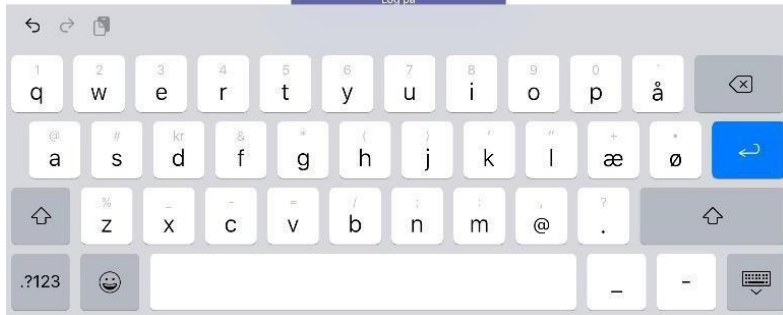 Log på
1 2 3 4 5 6 7 8 9 0 `
q w e r t y u i o p å
@ # kr & * ( ) ' " + •
a s d f g h j k l æ ø
% _ - = / ; : , ?
z x c v b n m @ .
.?123 _ -